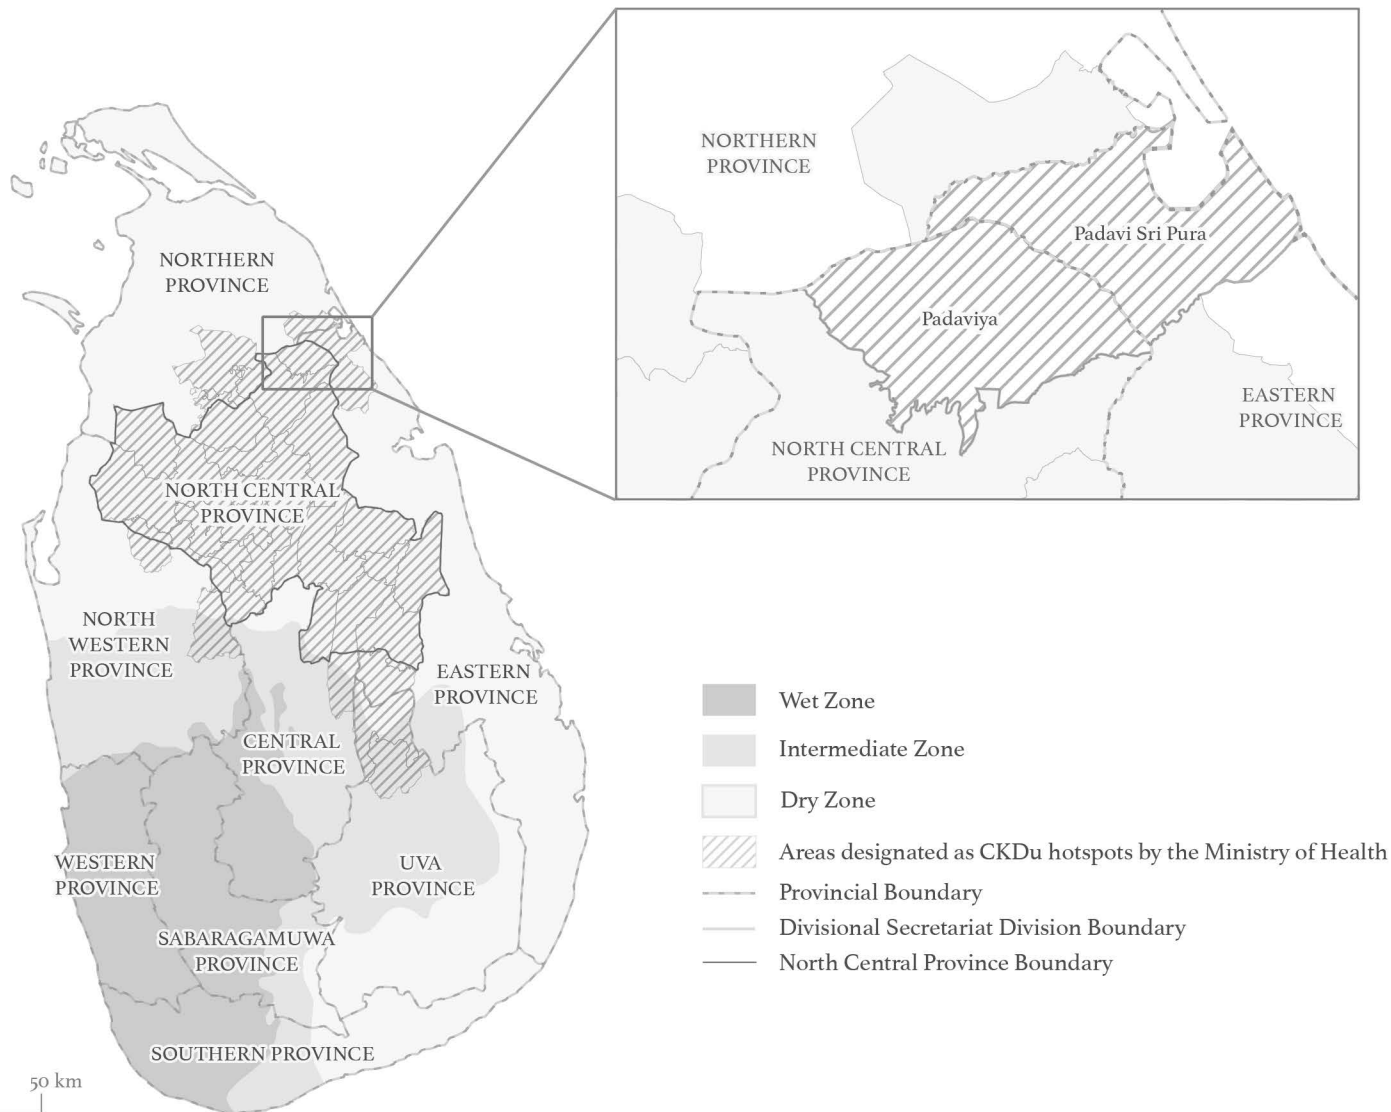 NORTHERN
PROVINCE
Padavi Sri Pura
Padaviya
EASTERN
PROVINCE
NORTH CENTRAL
PROVINCE
NORTHERN
PROVINCE
NORTH CENTRAL
PROVINCE
NORTH
WESTERN
PROVINCE
EASTERN
PROVINCE
CENTRAL
PROVINCE
WESTERN
PROVINCE
UVA
PROVINCE
SABARAGAMUWA
PROVINCE
SOUTHERN PROVINCE
50 km
Wet Zone
Intermediate Zone
Dry Zone
Areas designated as CKDu hotspots by the Ministry of Health
Provincial Boundary
Divisional Secretariat Division Boundary
North Central Province Boundary